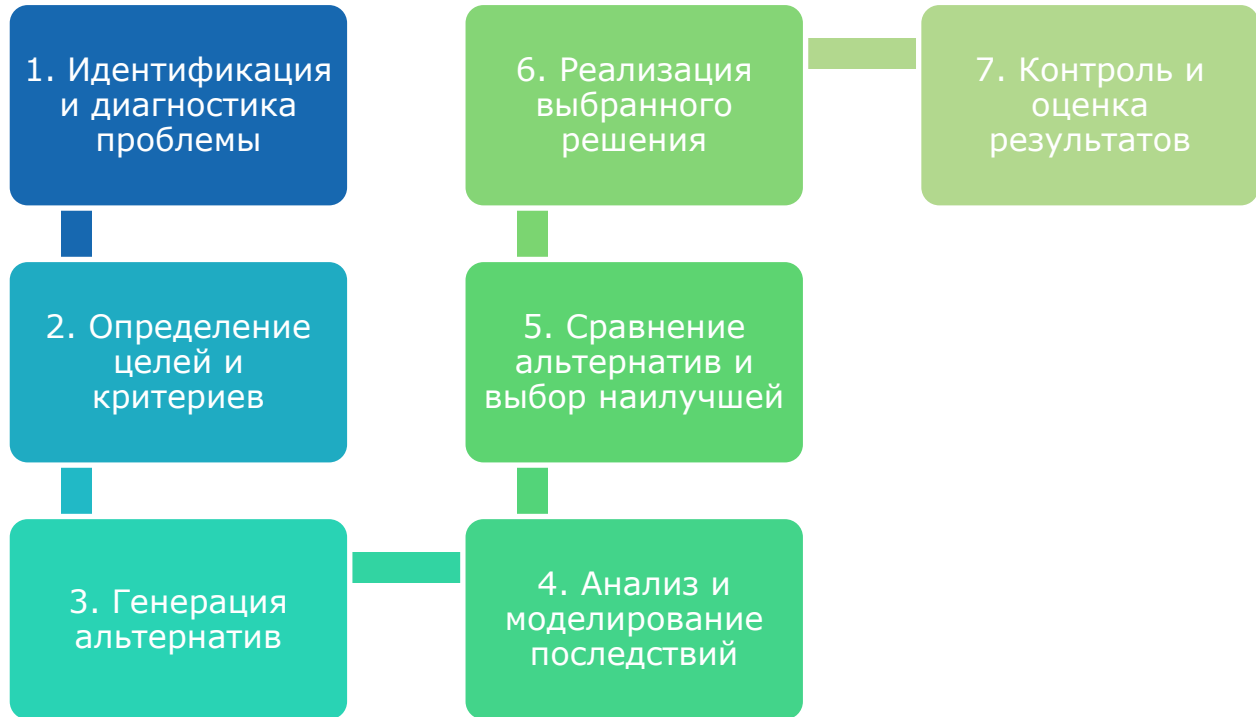 1. Идентификация
и диагностика
проблемы
2. Определение
целей и
критериев
3. Генерация
альтернатив
4. Анализ и
моделирование
последствий
5. Сравнение
альтернатив и
выбор наилучшей
6. Реализация
выбранного
решения
7. Контроль и
оценка
результатов